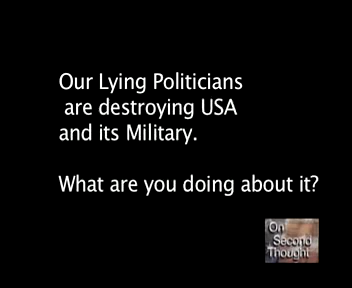 Our Lying Politicians
are destroying USA
and its Military.
What are you doing about it?
On
Second
Thought